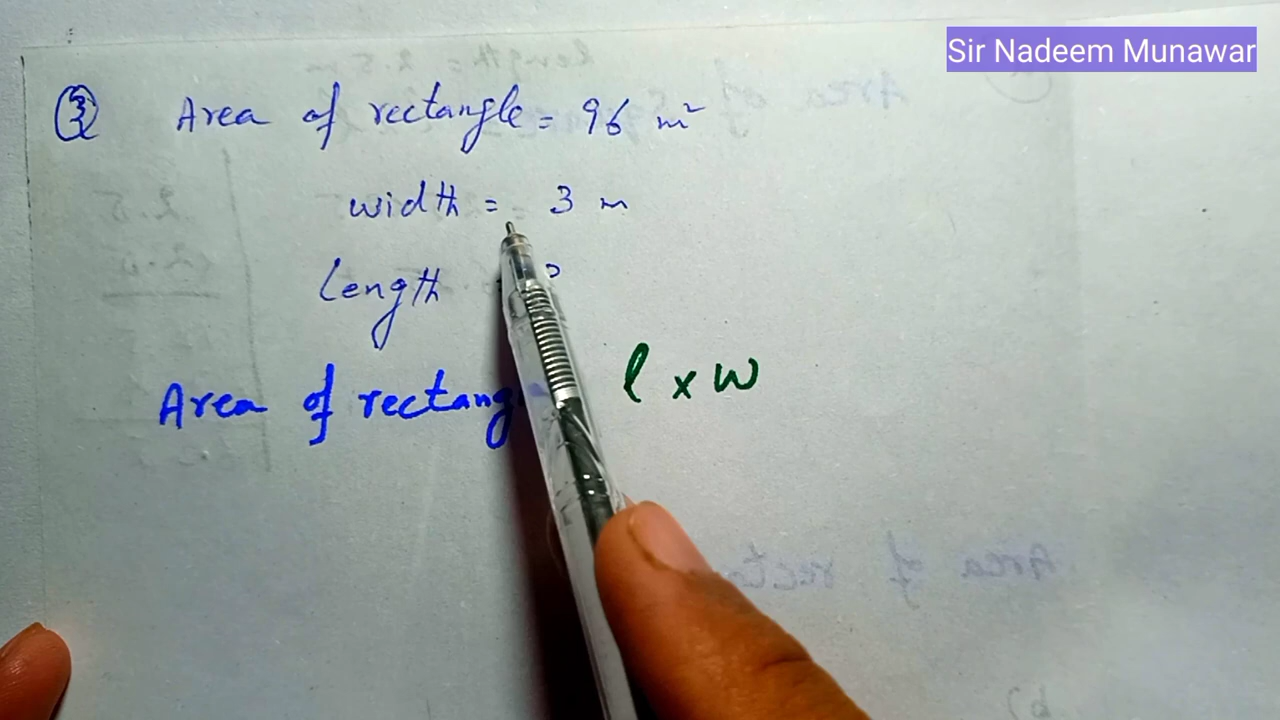 Sir Nadeem Munawar
③ Area of rectangle = 96 m²
width = 3 m
Length ?
Area of rectang l × w